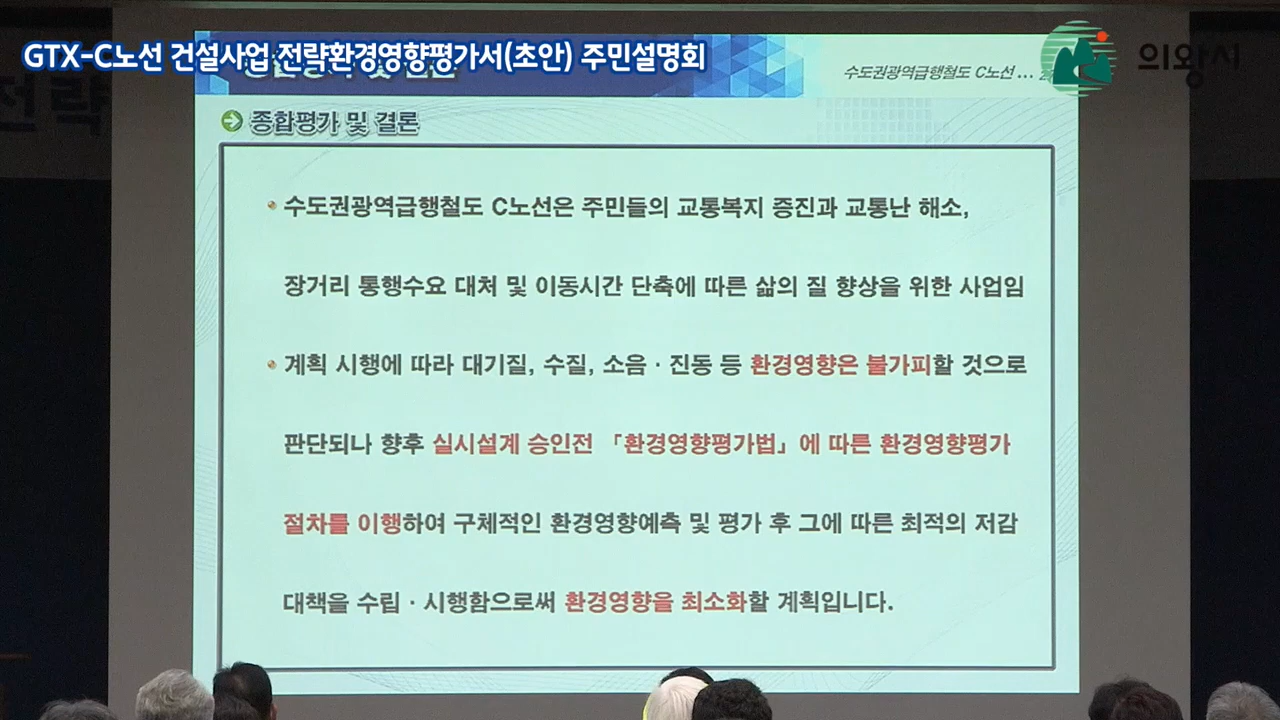 GTX-C노선 건설사업 전략환경영향평가서(초안) 주민설명회
의왕시
수도권광역급행철도 C노선 ...
전략
종합평가 및 결론
수도권광역급행철도 C노선은 주민들의 교통복지 증진과 교통난 해소,
장거리 통행수요 대처 및 이동시간 단축에 따른 삶의 질 향상을 위한 사업임
계획 시행에 따라 대기질, 수질, 소음 · 진동 등 환경영향은 불가피할 것으로
판단되나 향후 실시설계 승인전 「환경영향평가법」에 따른 환경영향평가
절차를 이행하여 구체적인 환경영향예측 및 평가 후 그에 따른 최적의 저감
대책을 수립 · 시행함으로써 환경영향을 최소화할 계획입니다.